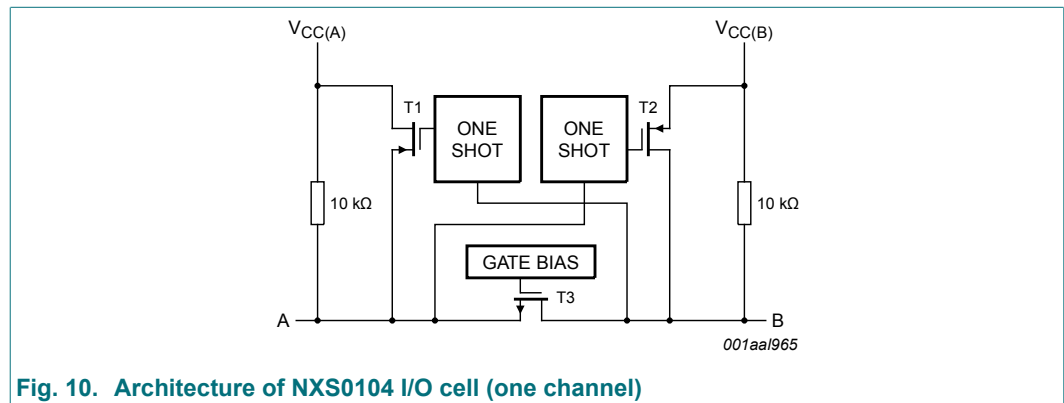 VCC(A)
VCC(B)
T1
ONE
SHOT
ONE
SHOT
T2
10 kΩ
10 kΩ
GATE BIAS
T3
A
B
001aal965
Fig. 10. Architecture of NXS0104 I/O cell (one channel)